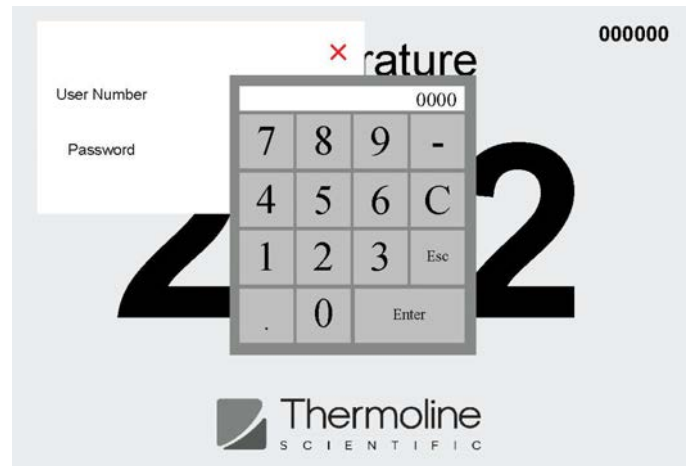 000000
rature
User Number
0000
Password
7 8 9 -
4 5 6 C
1 2 3 Esc
. 0 Enter
2
Thermoline
SCIENTIFIC